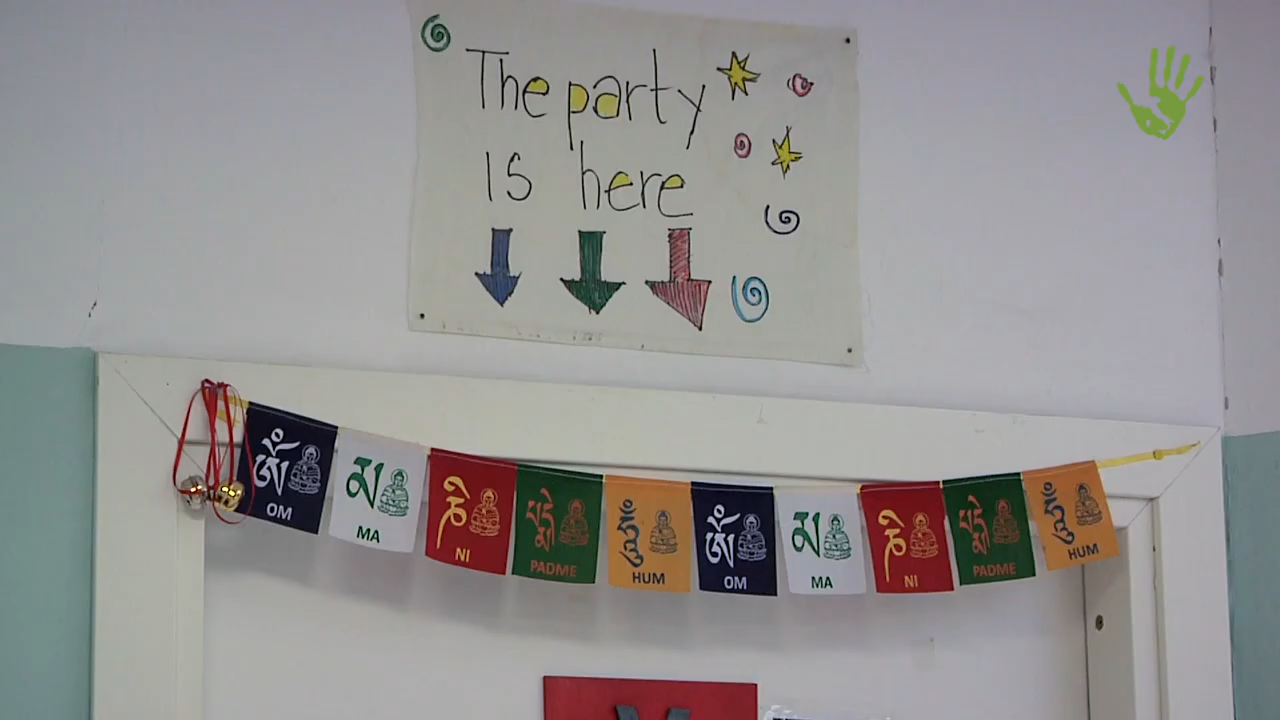 The party
is here
ༀ མ ཎི པདྨེ ཧཱུྃ ༀ མ ཎི པདྨེ ཧཱུྃ
OM MA NI PADME HUM OM MA NI PADME HUM